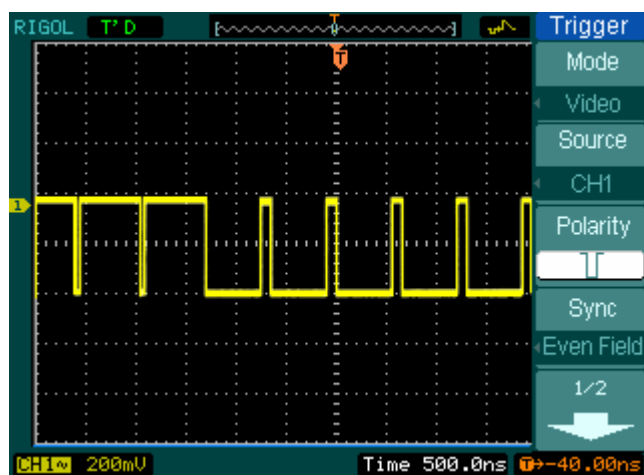 RIGOL T'D T Trigger
Mode
T
Video
Source
1 CH1
Polarity
Sync
Even Field
1/2
CH1~ 200mV Time 500.0ns T→-40.00ns